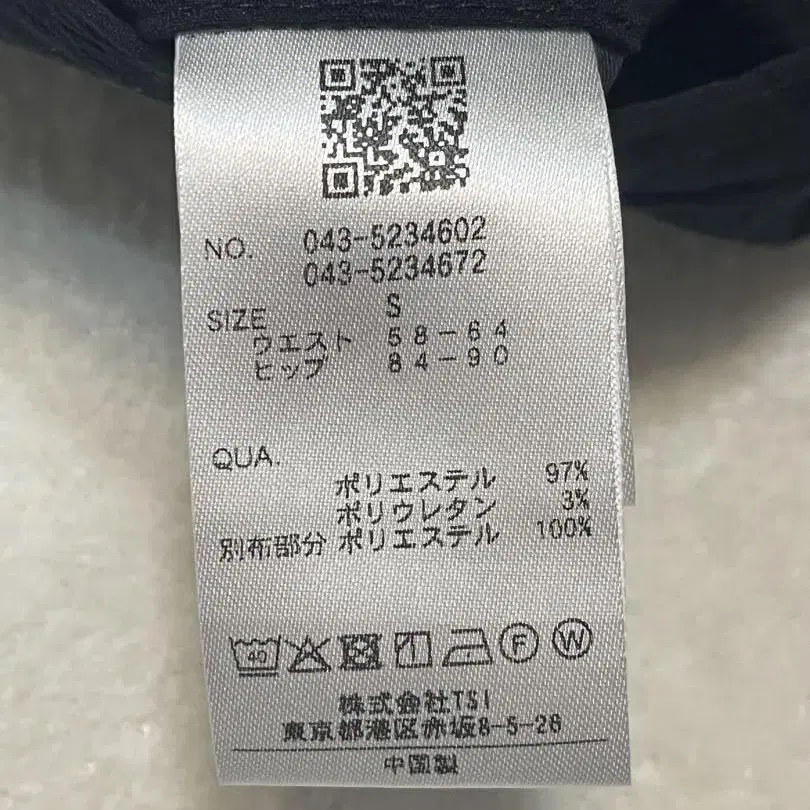 NO. 043-5234602
043-5234672
SIZE S
ウエスト 58-64
ヒップ 84-90
QUA.
ポリエステル 97%
ポリウレタン 3%
別布部分 ポリエステル 100%
40 F W
株式会社TSI
東京都港区赤坂8-5-26
中国製